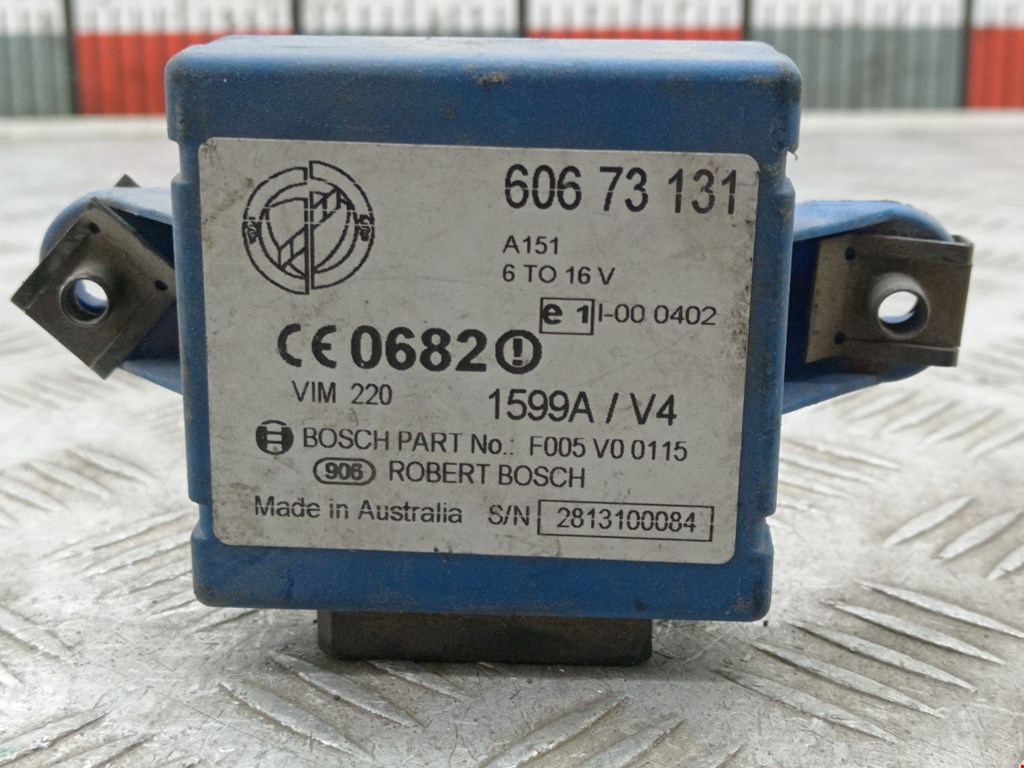 606 73 131
A151
6 TO 16 V
e 1 I-00 0402
CE 0682 !
VIM 220 1599A / V4
BOSCH PART No.: F005 V0 0115
906 ROBERT BOSCH
Made in Australia S/N 2813100084